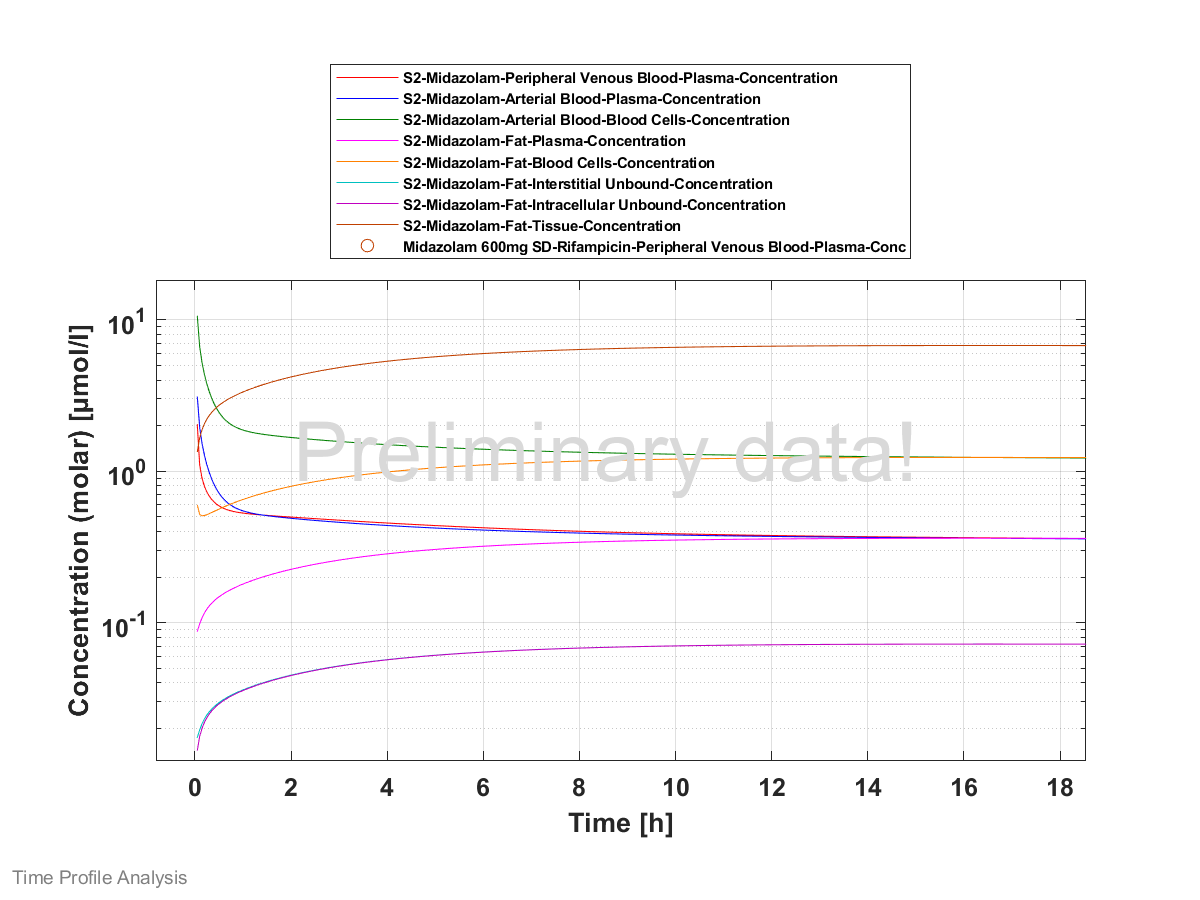 S2-Midazolam-Peripheral Venous Blood-Plasma-Concentration
S2-Midazolam-Arterial Blood-Plasma-Concentration
S2-Midazolam-Arterial Blood-Blood Cells-Concentration
S2-Midazolam-Fat-Plasma-Concentration
S2-Midazolam-Fat-Blood Cells-Concentration
S2-Midazolam-Fat-Interstitial Unbound-Concentration
S2-Midazolam-Fat-Intracellular Unbound-Concentration
S2-Midazolam-Fat-Tissue-Concentration
Midazolam 600mg SD-Rifampicin-Peripheral Venous Blood-Plasma-Conc
Concentration (molar) [µmol/l]
10^1
10^0
10^-1
Preliminary data!
0 2 4 6 8 10 12 14 16 18
Time [h]
Time Profile Analysis